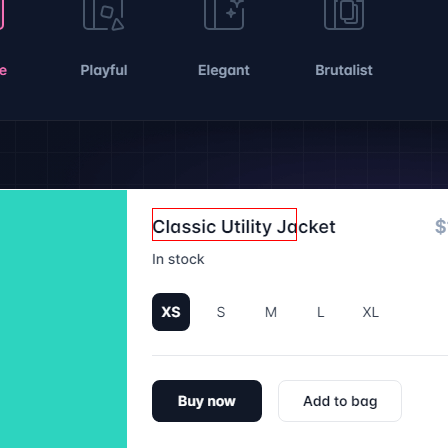 e Playful Elegant Brutalist
Classic Utility Jacket $
In stock
XS S M L XL
Buy now Add to bag